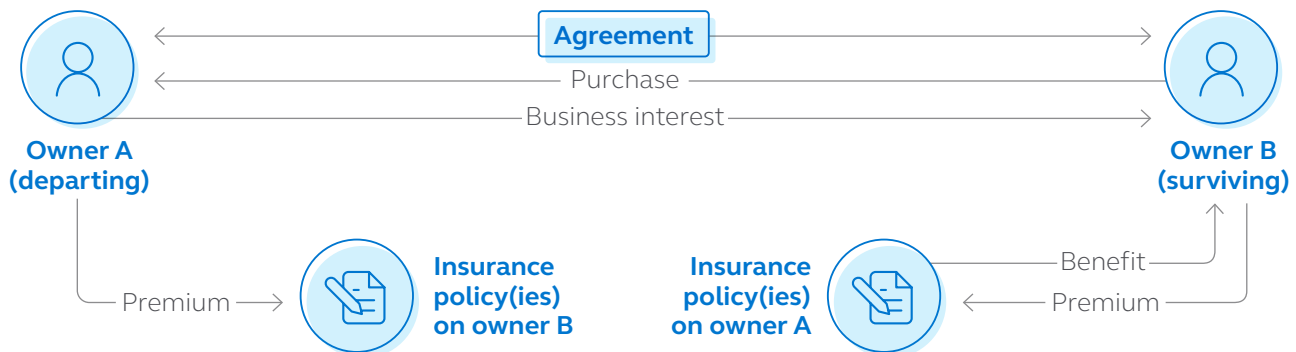 Agreement
Purchase
Business interest
Owner A
(departing)
Owner B
(surviving)
Premium
Insurance
policy(ies)
on owner B
Insurance
policy(ies)
on owner A
Benefit
Premium